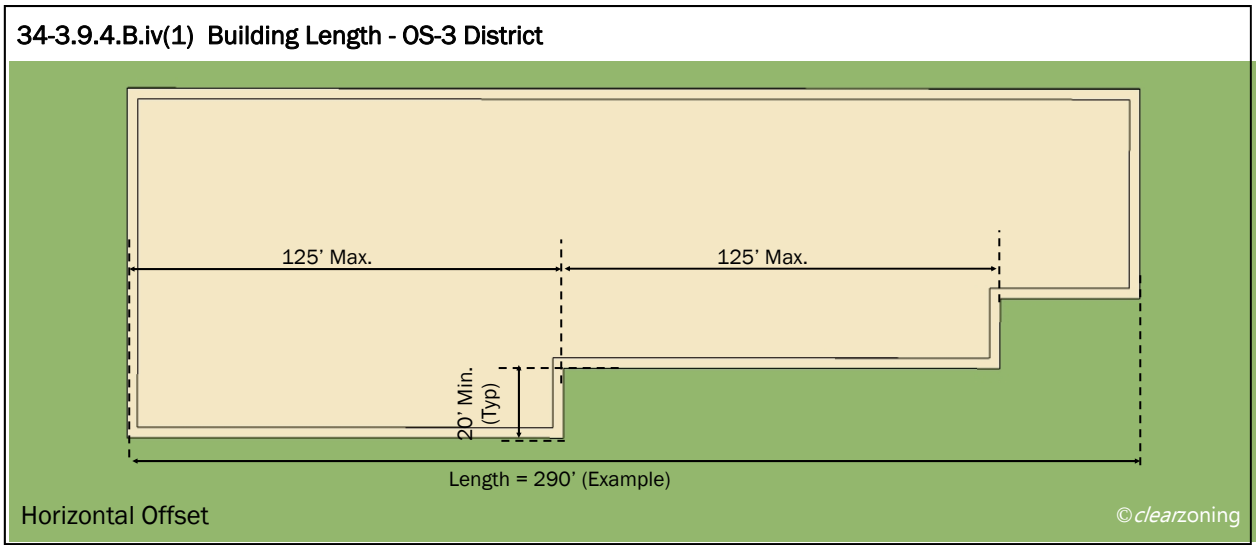 34-3.9.4.B.iv(1) Building Length - OS-3 District
125’ Max.
125’ Max.
20’ Min.
(Typ)
Length = 290’ (Example)
Horizontal Offset
©clearzoning